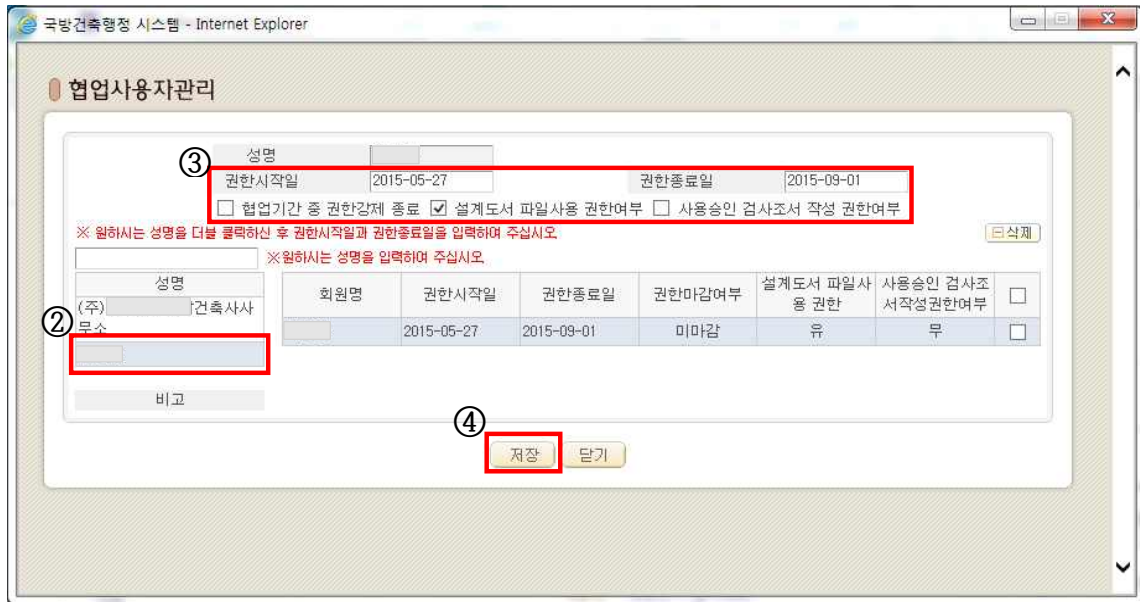 국방건축행정 시스템 - Internet Explorer
협업사용자관리
③ 성명
권한시작일 2015-05-27 권한종료일 2015-09-01
협업기간 중 권한강제 종료 설계도서 파일사용 권한여부 사용승인 검사조서 작성 권한여부
※ 원하시는 성명을 더블 클릭하신 후 권한시작일과 권한종료일을 입력하여 주십시오. 삭제
※원하시는 성명을 입력하여 주십시오.
성명
(주) 건축사사
② 무소
회원명 권한시작일 권한종료일 권한마감여부 설계도서 파일사용 권한 사용승인 검사조서작성권한여부
2015-05-27 2015-09-01 미마감 유 무
비고
④
저장 닫기